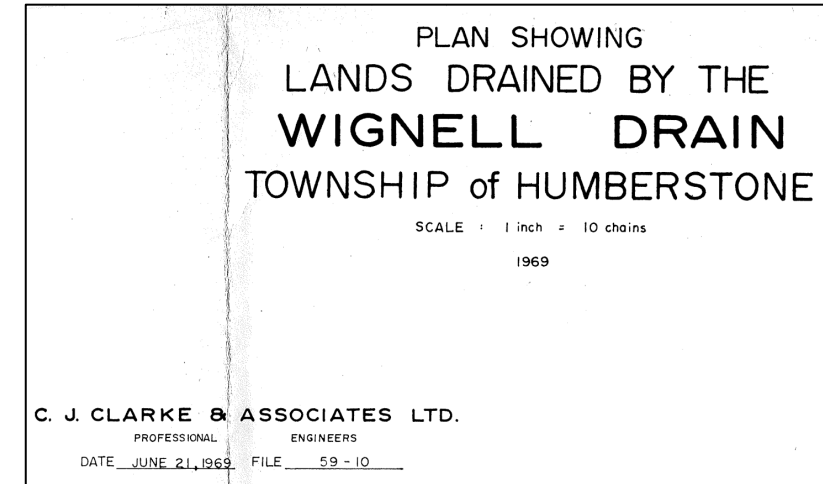 PLAN SHOWING
LANDS DRAINED BY THE
WIGNELL DRAIN
TOWNSHIP of HUMBERSTONE
SCALE : 1 inch = 10 chains
1969
C. J. CLARKE & ASSOCIATES LTD.
PROFESSIONAL ENGINEERS
DATE JUNE 21, 1969 FILE 59-10